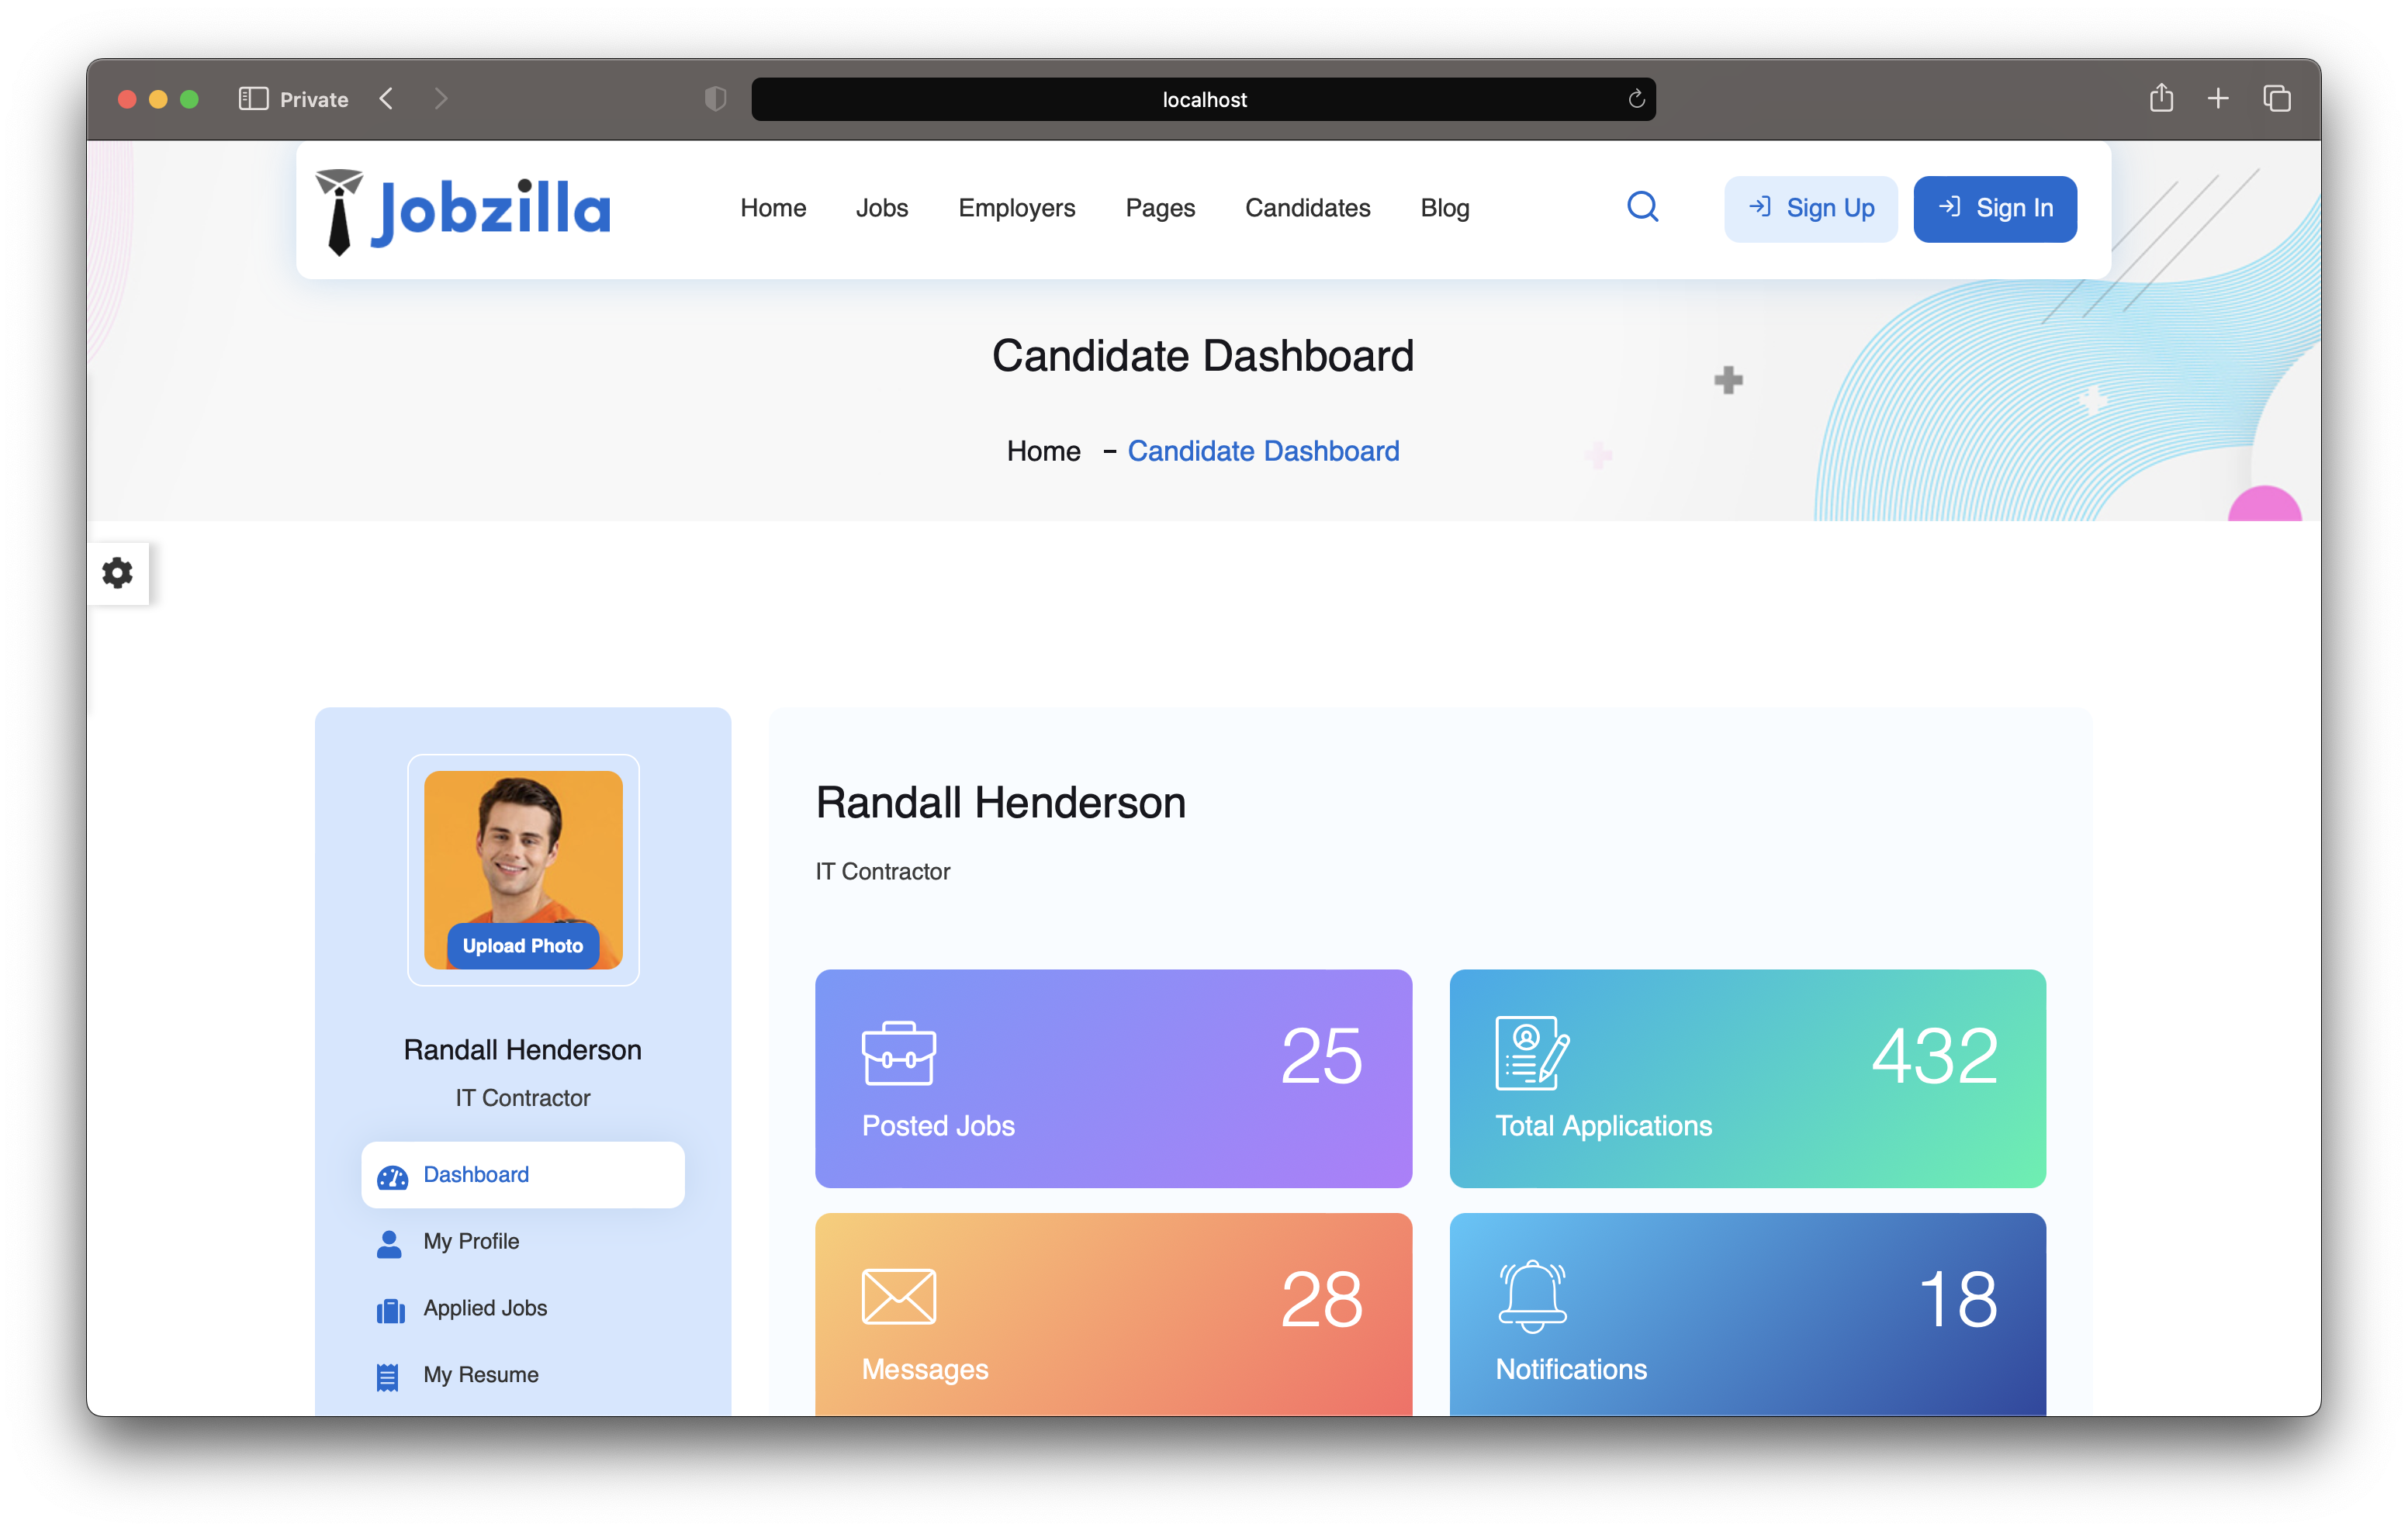 Private
localhost
Jobzilla
Home Jobs Employers Pages Candidates Blog
Sign Up
Sign In
Candidate Dashboard
Home – Candidate Dashboard
Upload Photo
Randall Henderson
IT Contractor
Dashboard
My Profile
Applied Jobs
My Resume
Randall Henderson
IT Contractor
25
Posted Jobs
432
Total Applications
28
Messages
18
Notifications